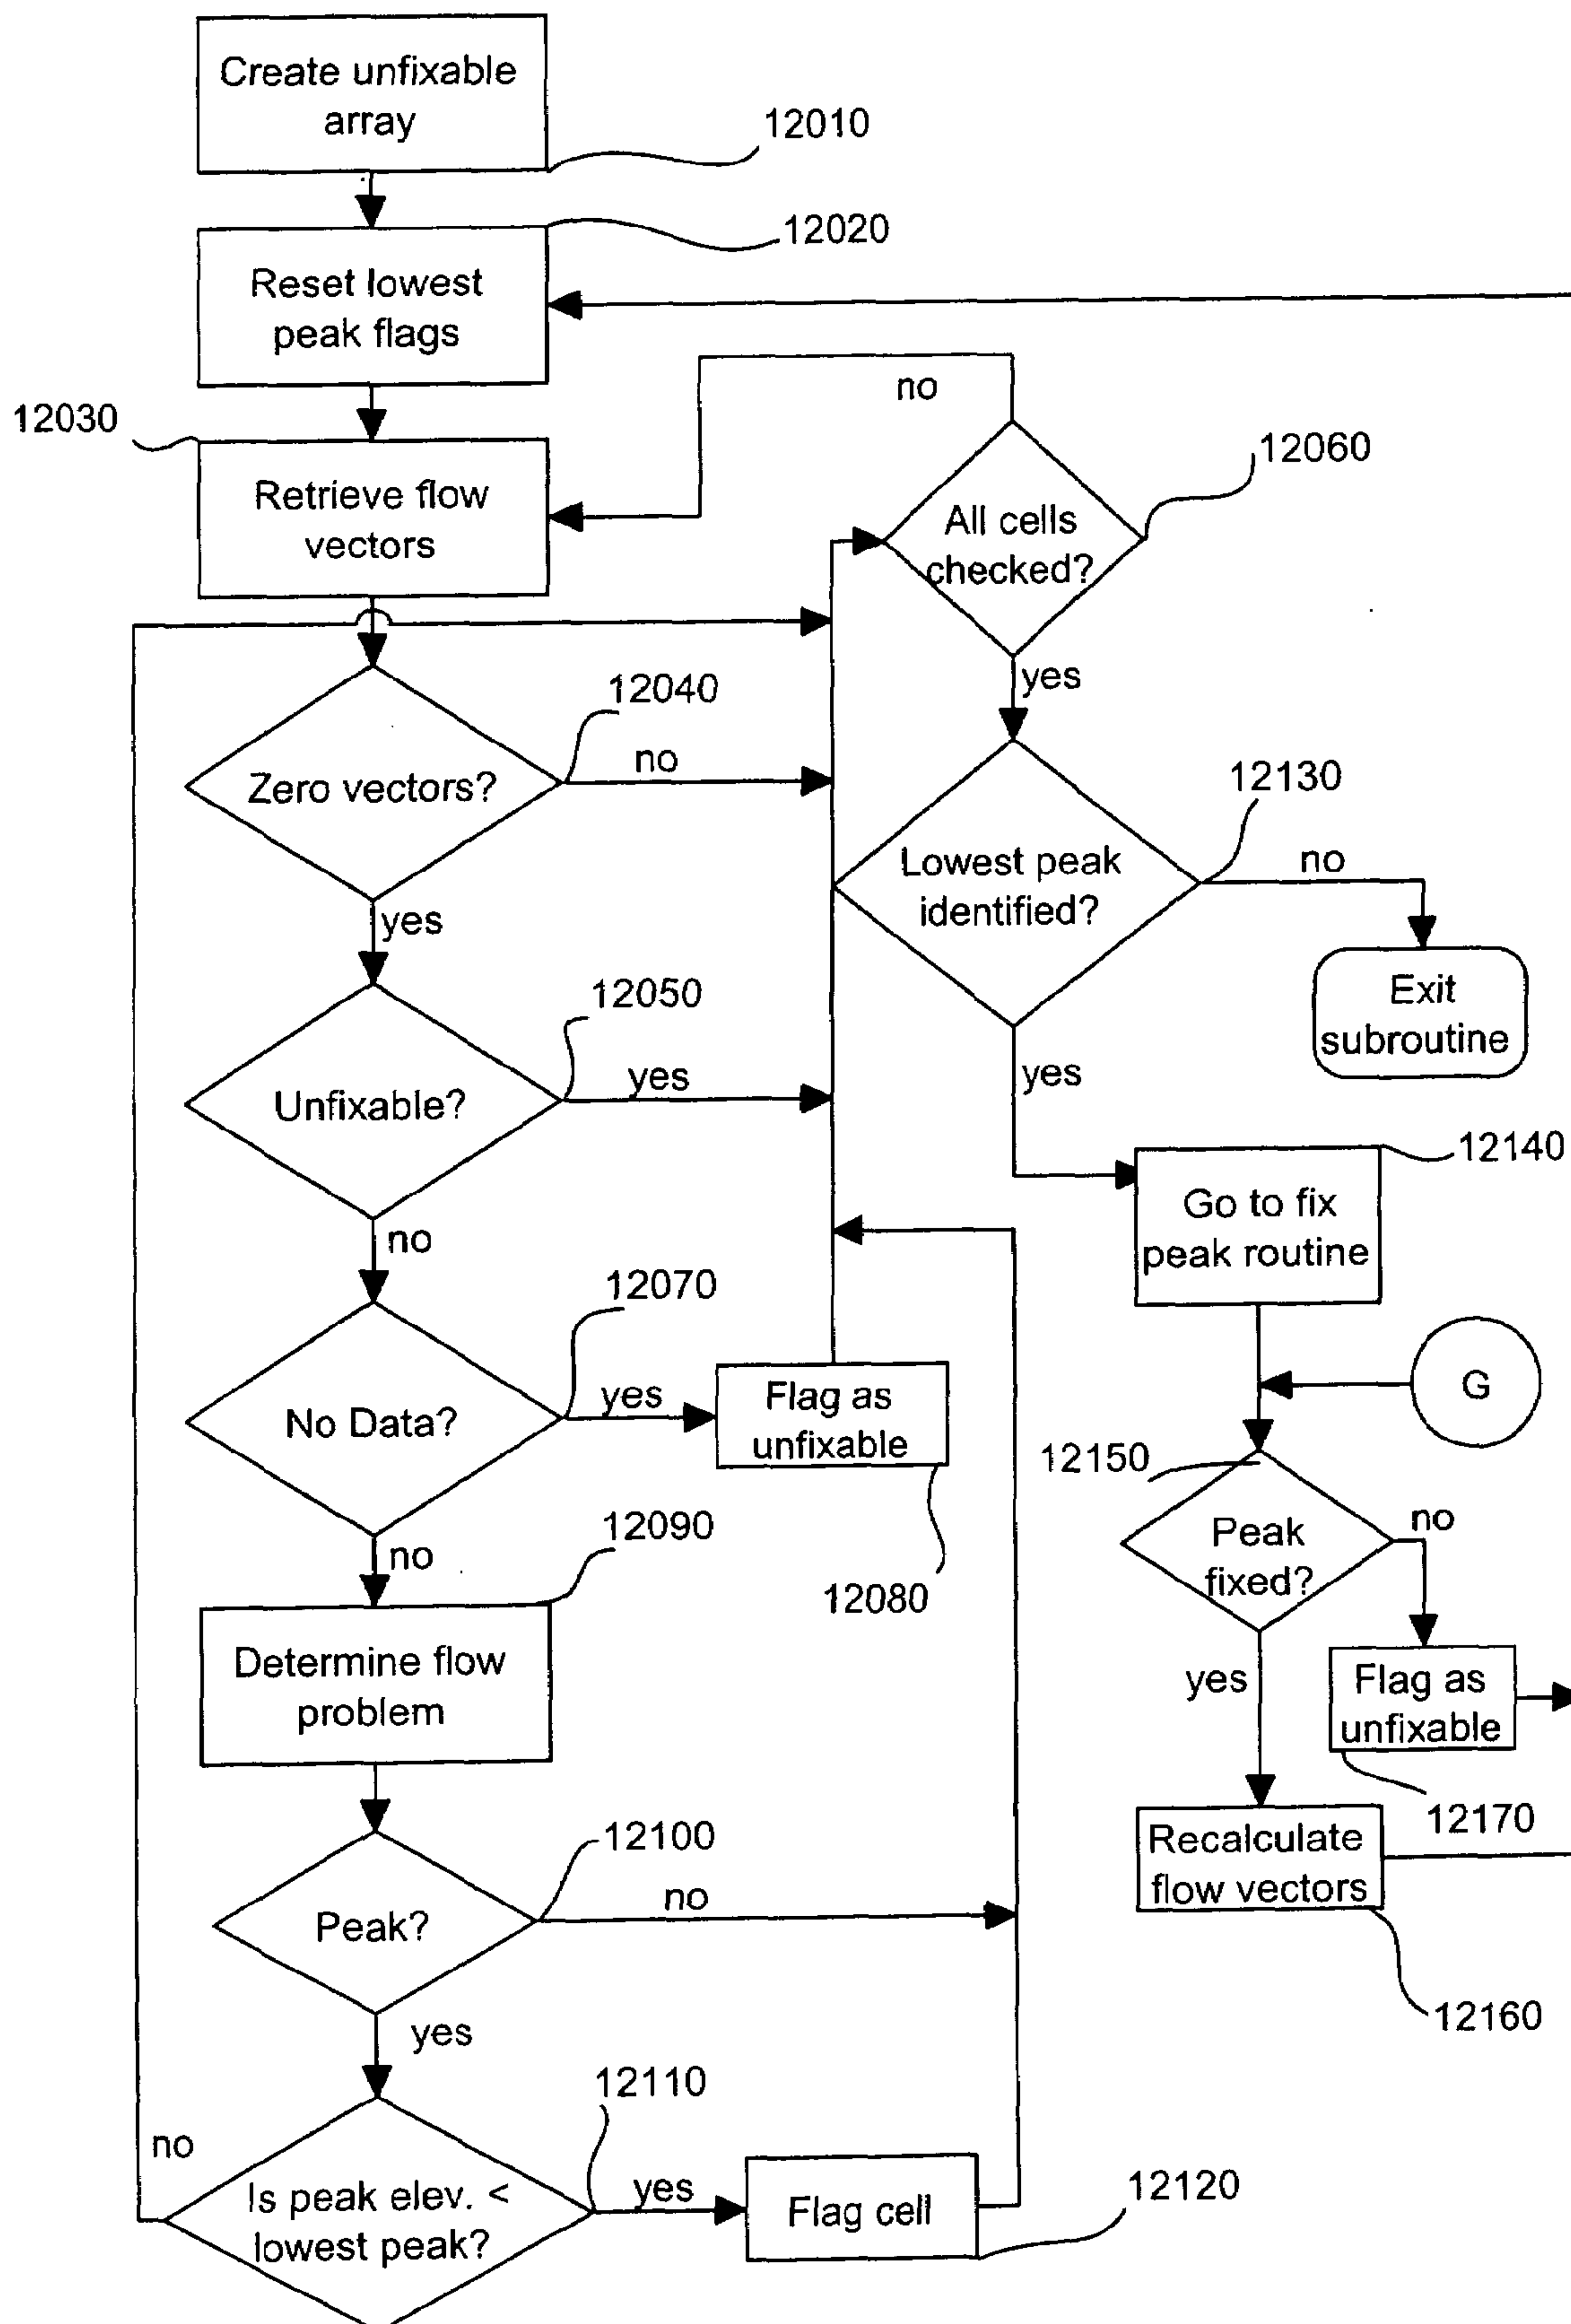 Create unfixable
array
12010
12020
Reset lowest
peak flags
12030
Retrieve flow
vectors
no
12060
All cells
checked?
yes
12040
Zero vectors?
no
yes
12130
Lowest peak
identified?
no
Exit
subroutine
yes
12050
Unfixable?
yes
no
12140
Go to fix
peak routine
12070
No Data?
yes
Flag as
unfixable
12080
no
G
12150
Peak
fixed?
no
yes
Flag as
unfixable
12170
12090
Determine flow
problem
Recalculate
flow vectors
12160
12100
Peak?
no
yes
12110
Is peak elev. <
lowest peak?
no
yes
Flag cell
12120